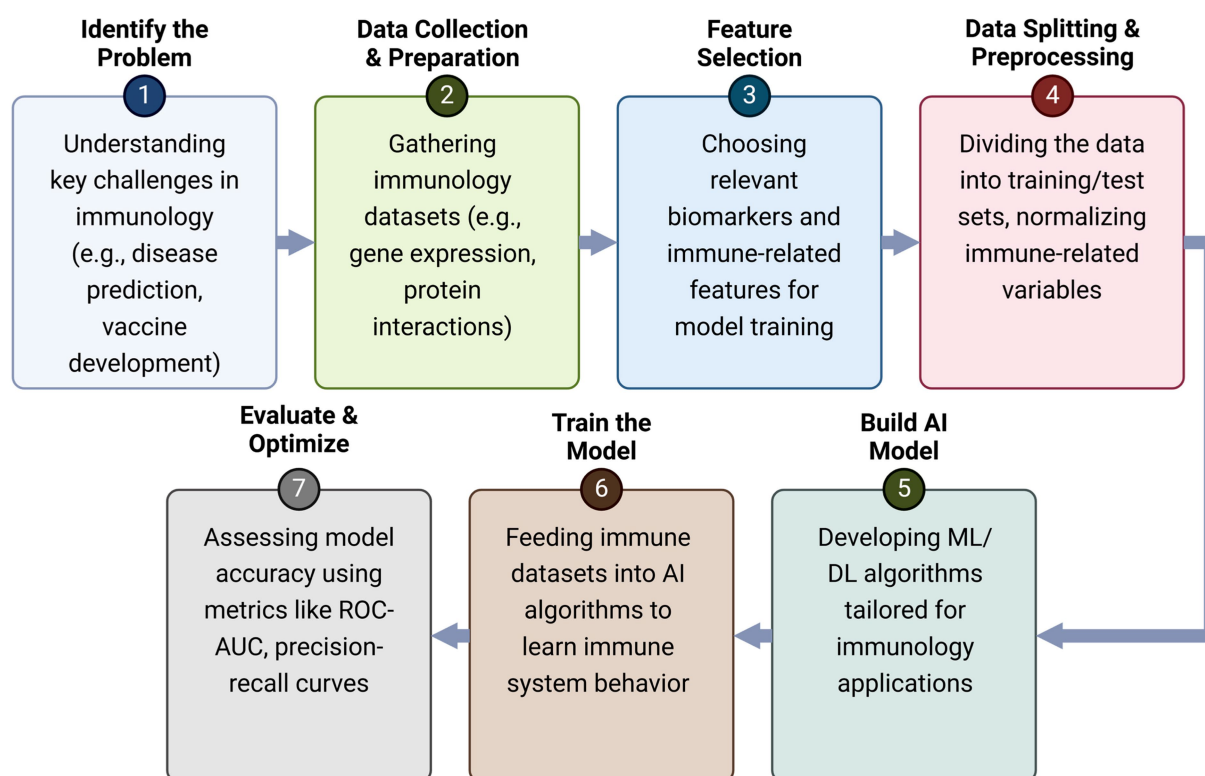 Identify the
Problem
1
Understanding
key challenges in
immunology
(e.g., disease
prediction,
vaccine
development)
Data Collection
& Preparation
2
Gathering
immunology
datasets (e.g.,
gene expression,
protein
interactions)
Feature
Selection
3
Choosing
relevant
biomarkers and
immune-related
features for
model training
Data Splitting &
Preprocessing
4
Dividing the data
into training/test
sets, normalizing
immune-related
variables
Build AI
Model
5
Developing ML/
DL algorithms
tailored for
immunology
applications
Train the
Model
6
Feeding immune
datasets into AI
algorithms to
learn immune
system behavior
Evaluate &
Optimize
7
Assessing model
accuracy using
metrics like ROC-
AUC, precision-
recall curves